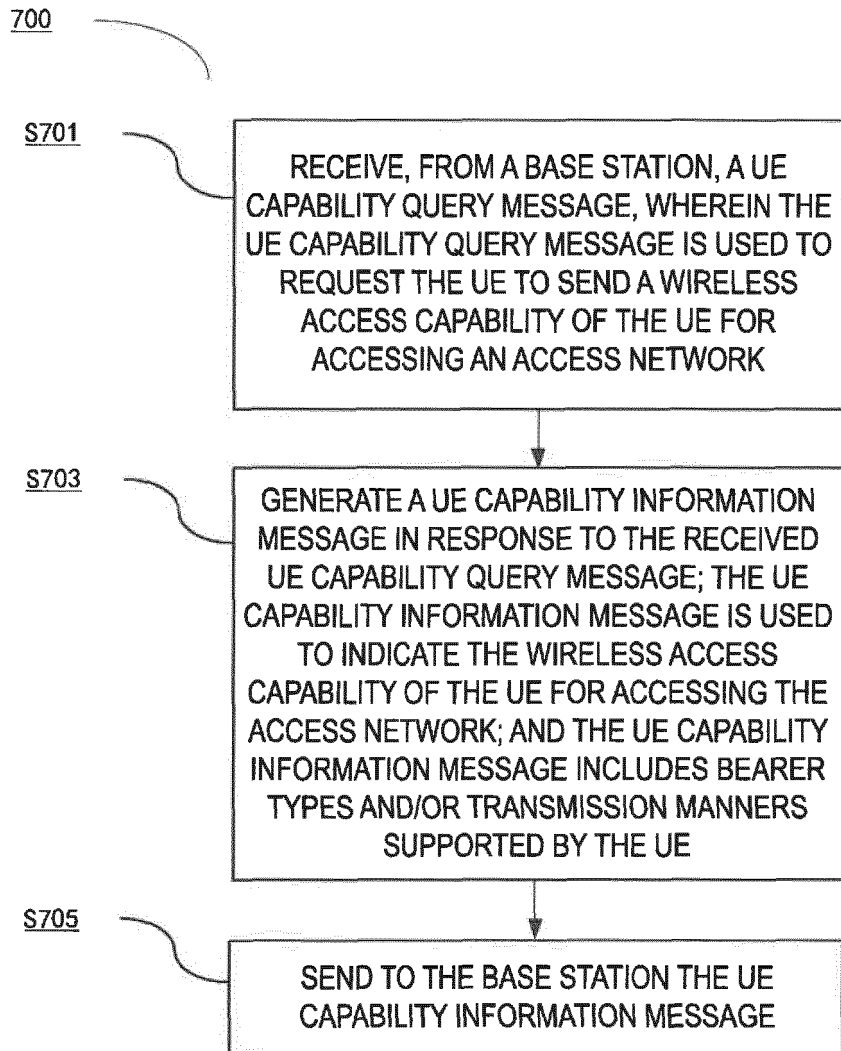 700
S701
RECEIVE, FROM A BASE STATION, A UE
CAPABILITY QUERY MESSAGE, WHEREIN THE
UE CAPABILITY QUERY MESSAGE IS USED TO
REQUEST THE UE TO SEND A WIRELESS
ACCESS CAPABILITY OF THE UE FOR
ACCESSING AN ACCESS NETWORK
S703
GENERATE A UE CAPABILITY INFORMATION
MESSAGE IN RESPONSE TO THE RECEIVED
UE CAPABILITY QUERY MESSAGE; THE UE
CAPABILITY INFORMATION MESSAGE IS USED
TO INDICATE THE WIRELESS ACCESS
CAPABILITY OF THE UE FOR ACCESSING THE
ACCESS NETWORK; AND THE UE CAPABILITY
INFORMATION MESSAGE INCLUDES BEARER
TYPES AND/OR TRANSMISSION MANNERS
SUPPORTED BY THE UE
S705
SEND TO THE BASE STATION THE UE
CAPABILITY INFORMATION MESSAGE